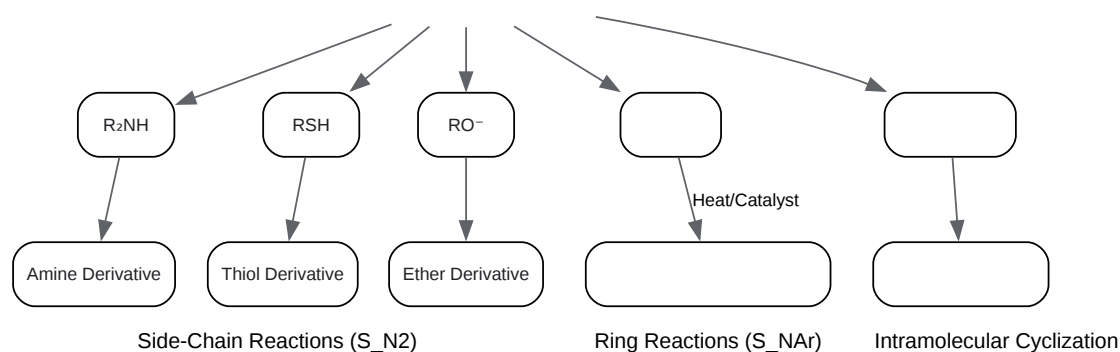 R₂NH
RSH
RO⁻
Heat/Catalyst
Amine Derivative
Thiol Derivative
Ether Derivative
Side-Chain Reactions (S_N2)
Ring Reactions (S_NAr)
Intramolecular Cyclization